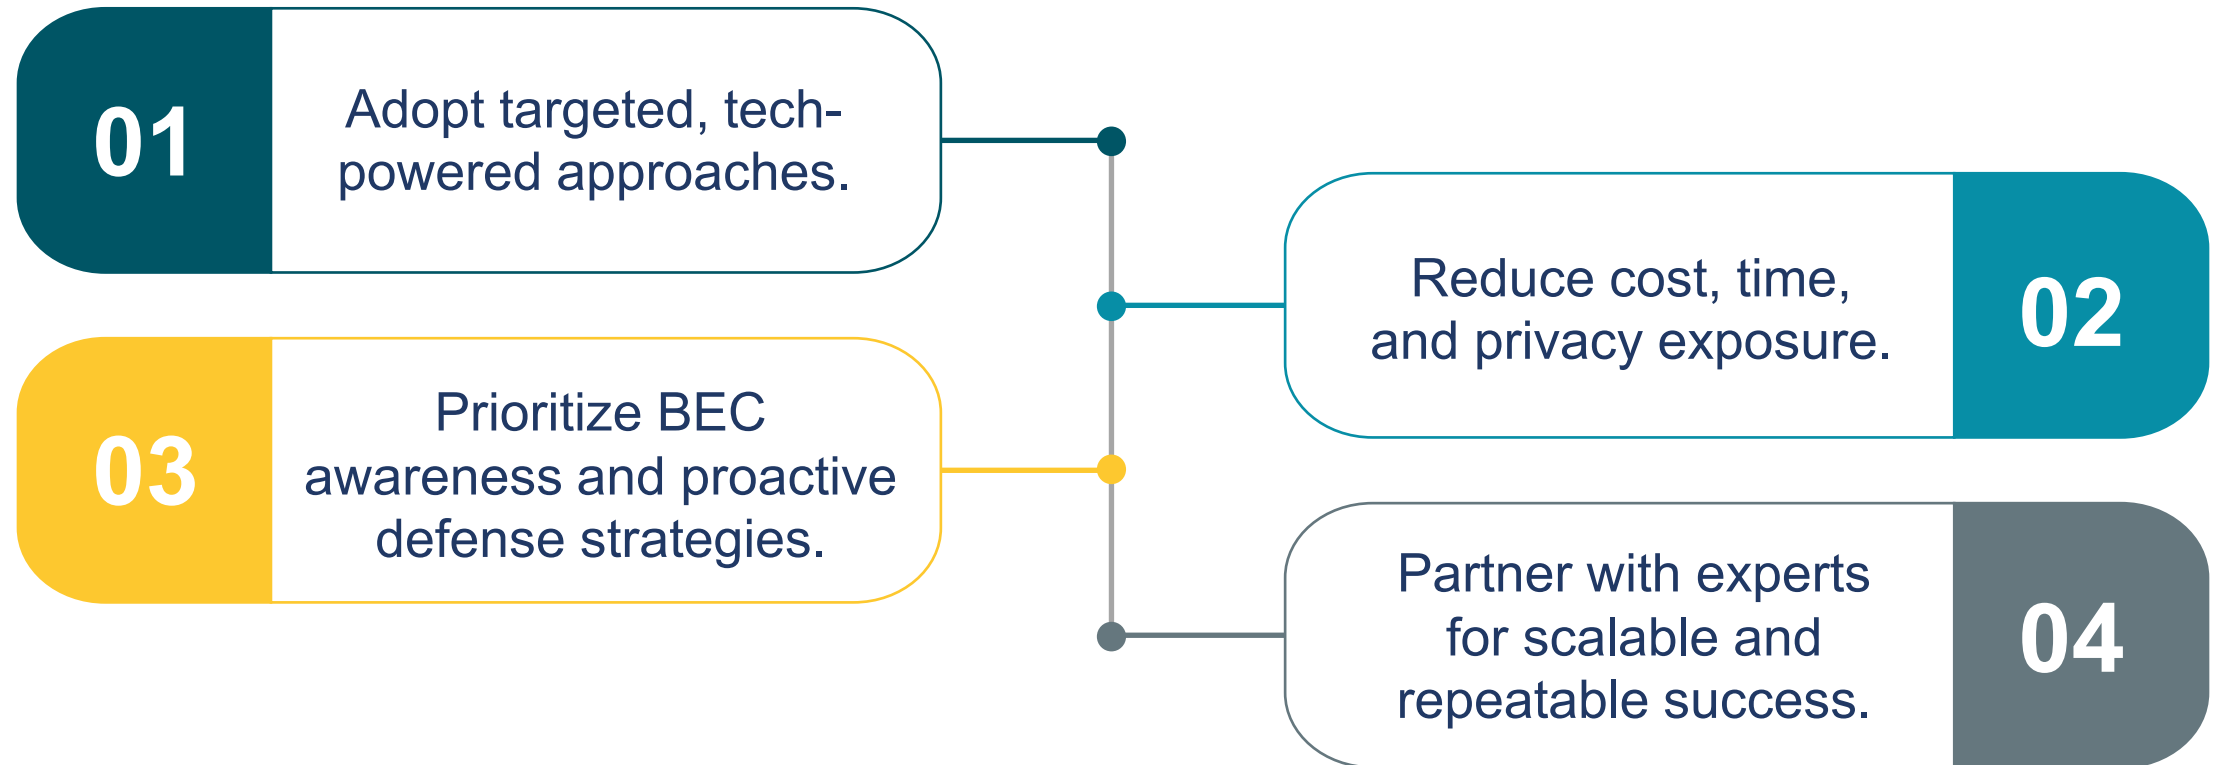 01
Adopt targeted, tech-
powered approaches.
02
Reduce cost, time,
and privacy exposure.
03
Prioritize BEC
awareness and proactive
defense strategies.
04
Partner with experts
for scalable and
repeatable success.